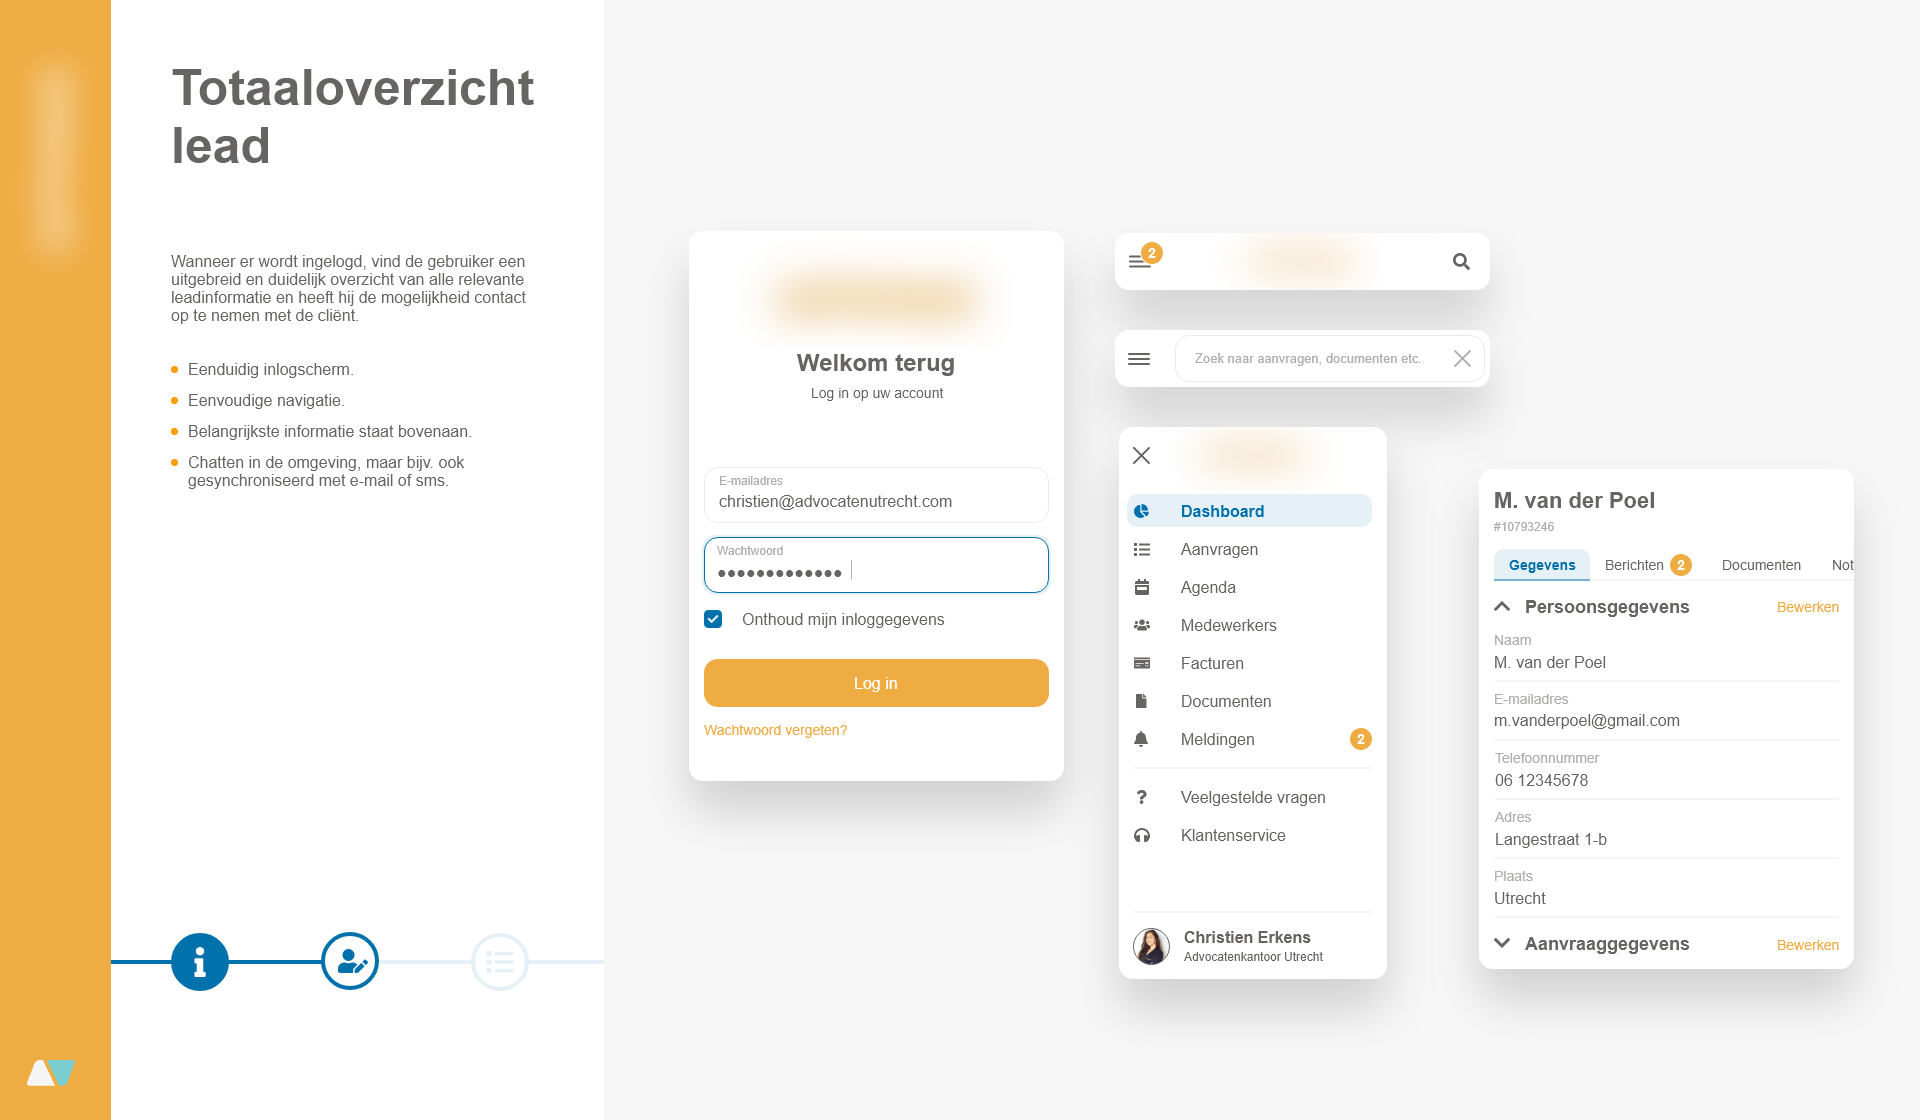 Totaaloverzicht
lead
Wanneer er wordt ingelogd, vind de gebruiker een
uitgebreid en duidelijk overzicht van alle relevante
leadinformatie en heeft hij de mogelijkheid contact
op te nemen met de cliënt.
Eenduidig inlogscherm.
Eenvoudige navigatie.
Belangrijkste informatie staat bovenaan.
Chatten in de omgeving, maar bijv. ook
gesynchroniseerd met e-mail of sms.
Welkom terug
Log in op uw account
E-mailadres
christien@advocatenutrecht.com
Wachtwoord
Onthoud mijn inloggegevens
Log in
Wachtwoord vergeten?
2
Zoek naar aanvragen, documenten etc.
Dashboard
Aanvragen
Agenda
Medewerkers
Facturen
Documenten
Meldingen 2
Veelgestelde vragen
Klantenservice
Christien Erkens
Advocatenkantoor Utrecht
M. van der Poel
#10793246
Gegevens Berichten 2 Documenten Not
Persoonsgegevens Bewerken
Naam
M. van der Poel
E-mailadres
m.vanderpoel@gmail.com
Telefoonnummer
06 12345678
Adres
Langestraat 1-b
Plaats
Utrecht
Aanvraaggegevens Bewerken